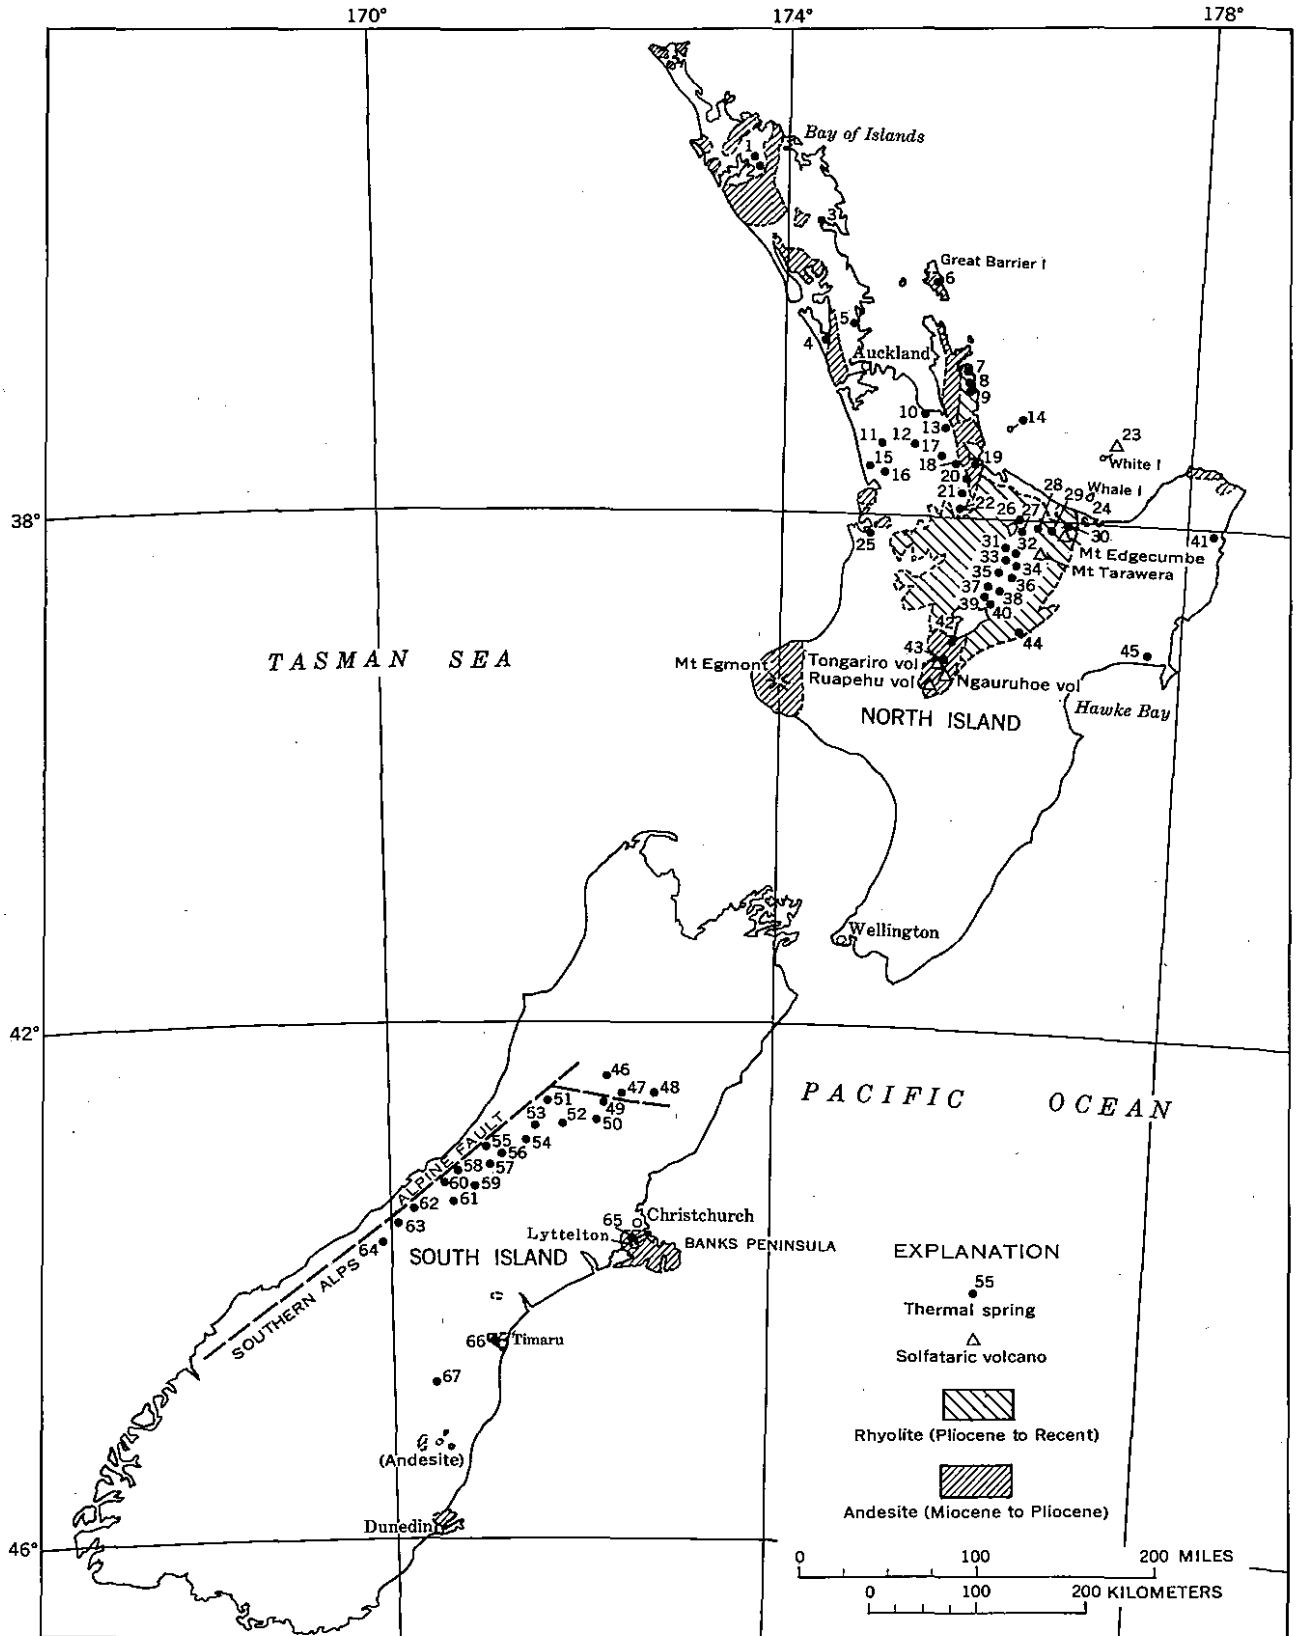 170°
174°
178°
Bay of Islands
1
2
3
Great Barrier I
6
5
4
Auckland
7
8
9
10
14
13
11
12
23
17
15
White I
18
19
16
20
28
Whale I
21
29
22
26
27
24
38°
25
30
41
31
32
Mt Edgecumbe
33
34
Mt Tarawera
35
36
37
38
39
40
42
44
43
45
TASMAN SEA
Mt Egmont
Tongariro vol
Ruapehu vol
Ngauruhoe vol
Hawke Bay
NORTH ISLAND
Wellington
42°
46
47
48
PACIFIC OCEAN
51
49
53
52
50
ALPINE FAULT
54
55
56
58
57
60
59
61
62
63
64
65
Christchurch
Lyttelton
BANKS PENINSULA
SOUTH ISLAND
SOUTHERN ALPS
EXPLANATION
55
Thermal spring
66
Timaru
Solfataric volcano
67
Rhyolite (Pliocene to Recent)
(Andesite)
Andesite (Miocene to Pliocene)
Dunedin
46°
0 100 200 MILES
0 100 200 KILOMETERS